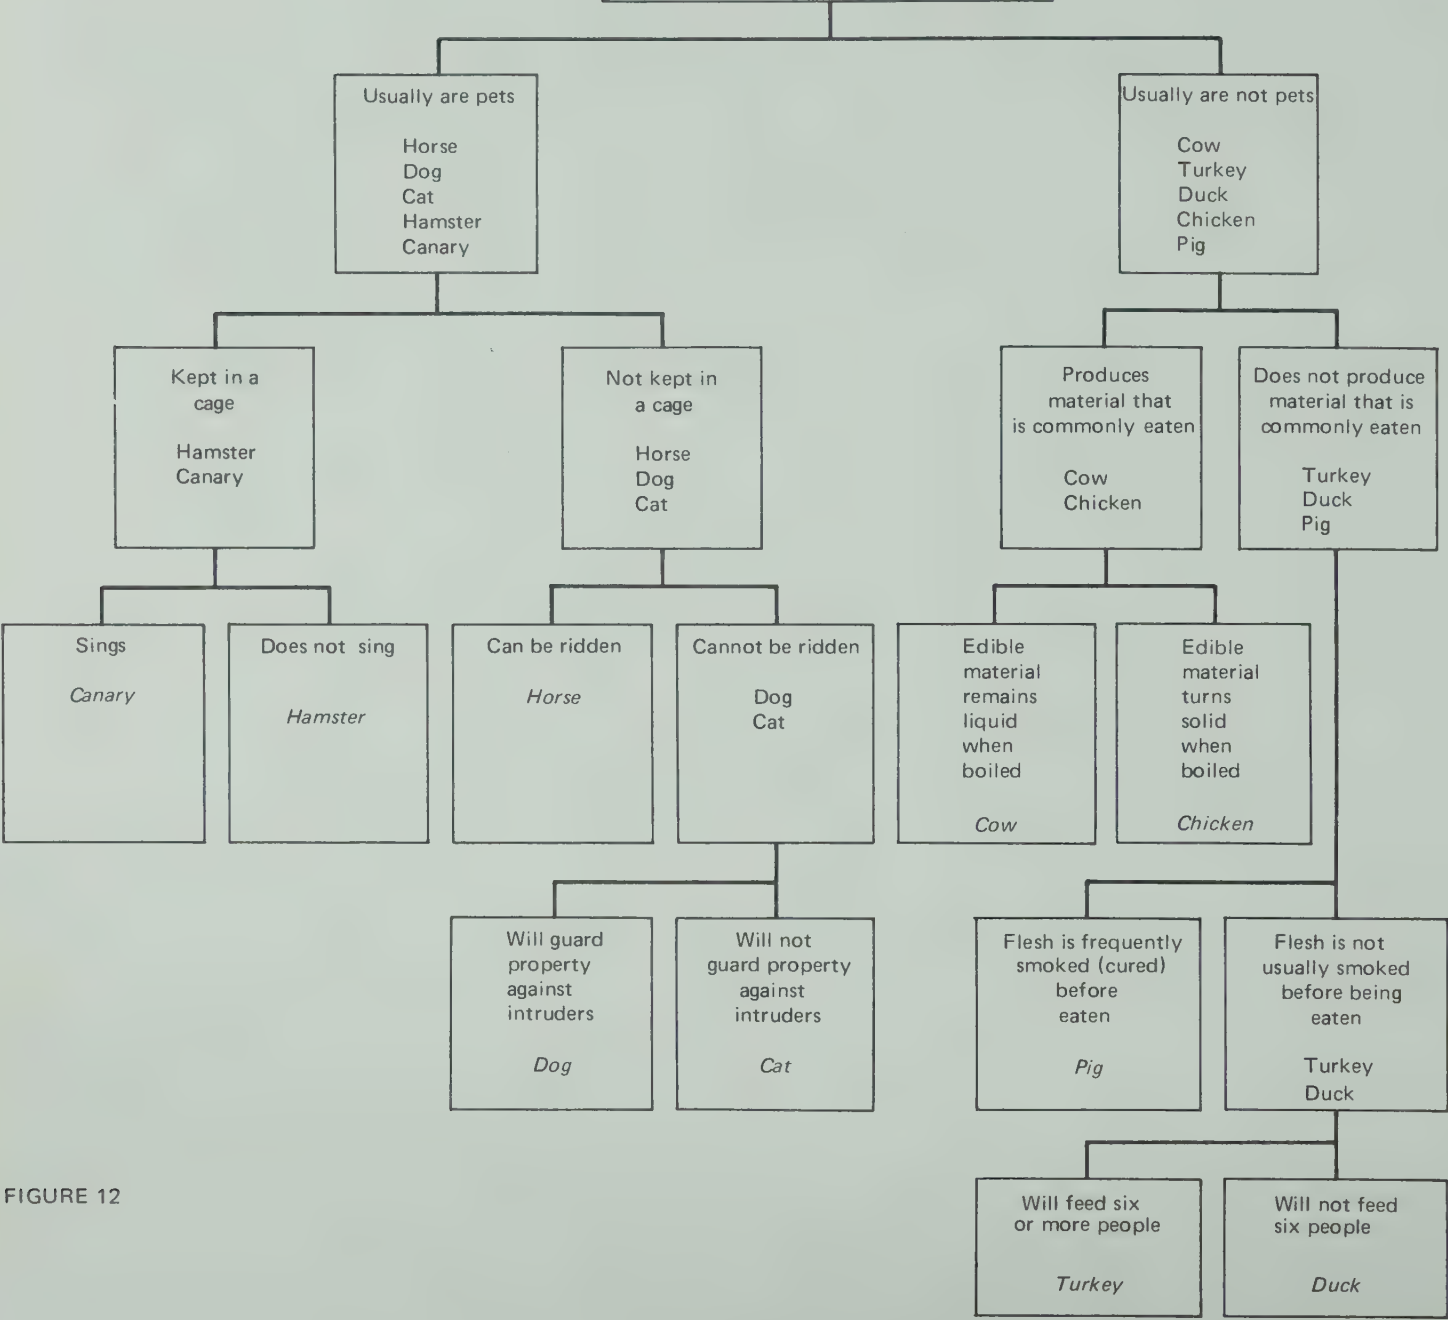 Usually are pets
Horse
Dog
Cat
Hamster
Canary
Usually are not pets
Cow
Turkey
Duck
Chicken
Pig
Kept in a
cage
Hamster
Canary
Not kept in
a cage
Horse
Dog
Cat
Produces
material that
is commonly eaten
Cow
Chicken
Does not produce
material that is
commonly eaten
Turkey
Duck
Pig
Sings
Canary
Does not sing
Hamster
Can be ridden
Horse
Cannot be ridden
Dog
Cat
Edible
material
remains
liquid
when
boiled
Cow
Edible
material
turns
solid
when
boiled
Chicken
Will guard
property
against
intruders
Dog
Will not
guard property
against
intruders
Cat
Flesh is frequently
smoked (cured)
before
eaten
Pig
Flesh is not
usually smoked
before being
eaten
Turkey
Duck
Will feed six
or more people
Turkey
Will not feed
six people
Duck
FIGURE 12